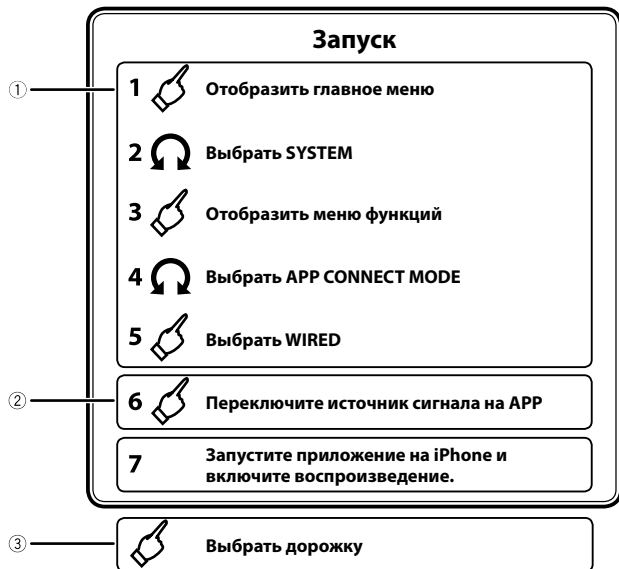 Запуск
① 1 Отобразить главное меню
2 Выбрать SYSTEM
3 Отобразить меню функций
4 Выбрать APP CONNECT MODE
5 Выбрать WIRED
② 6 Переключите источник сигнала на APP
7 Запустите приложение на iPhone и
включите воспроизведение.
③ Выбрать дорожку